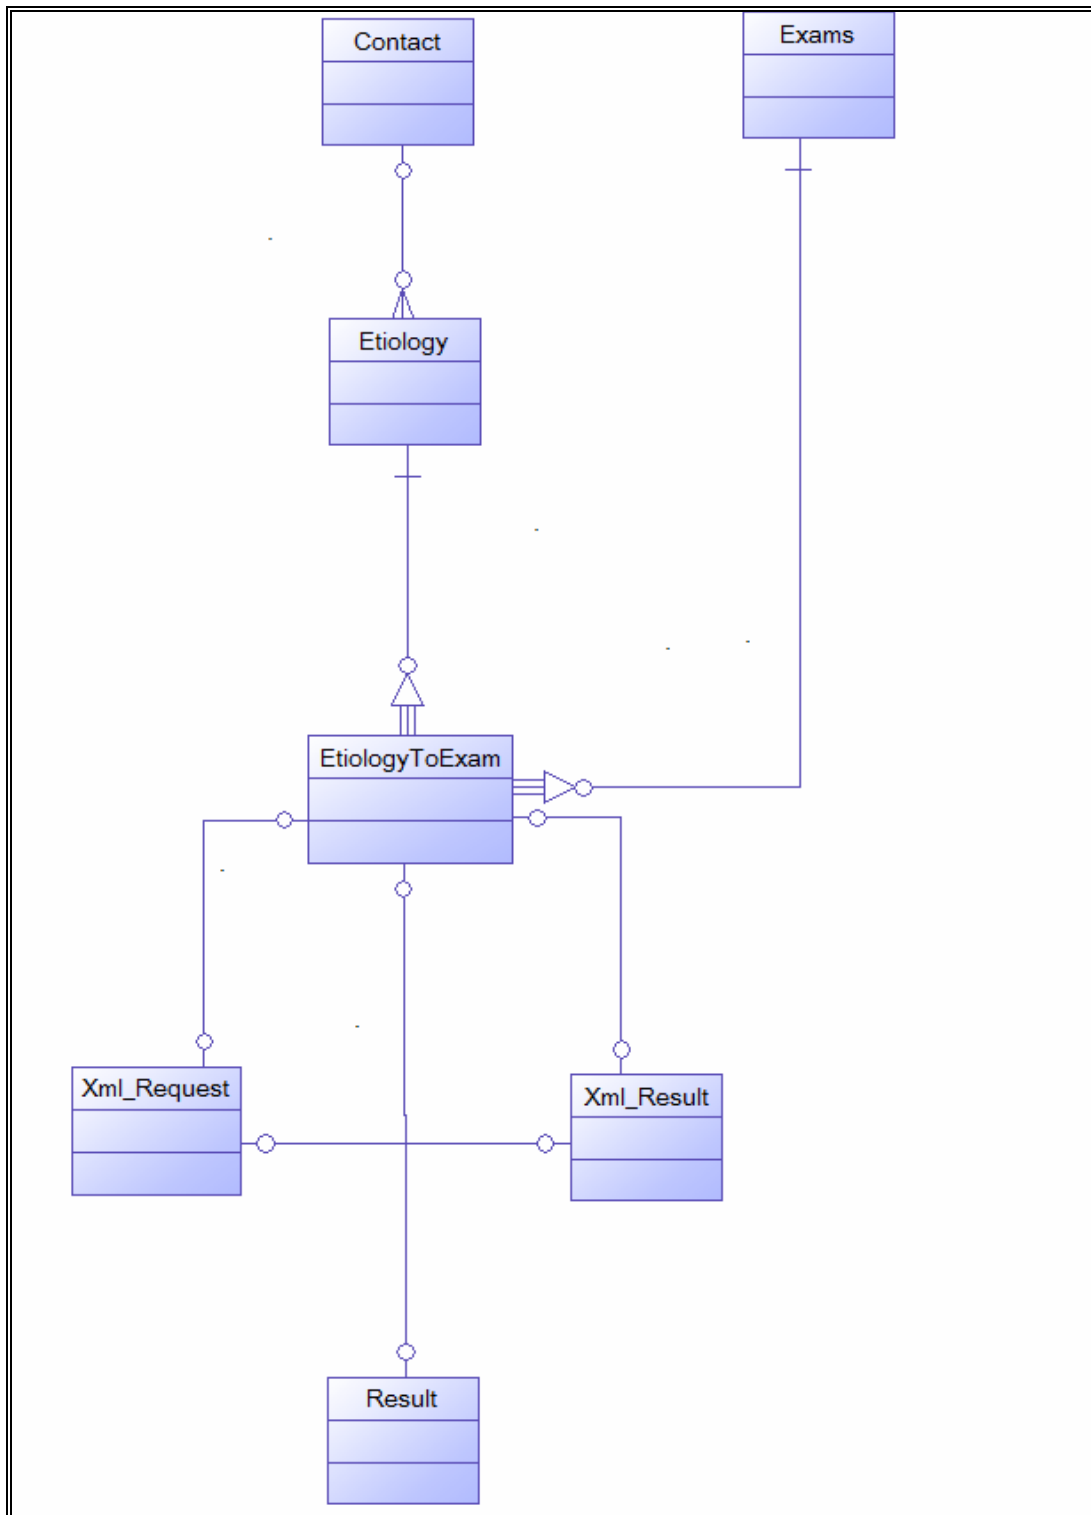 Contact
Exams
Etiology
EtiologyToExam
Xml_Request
Xml_Result
Result